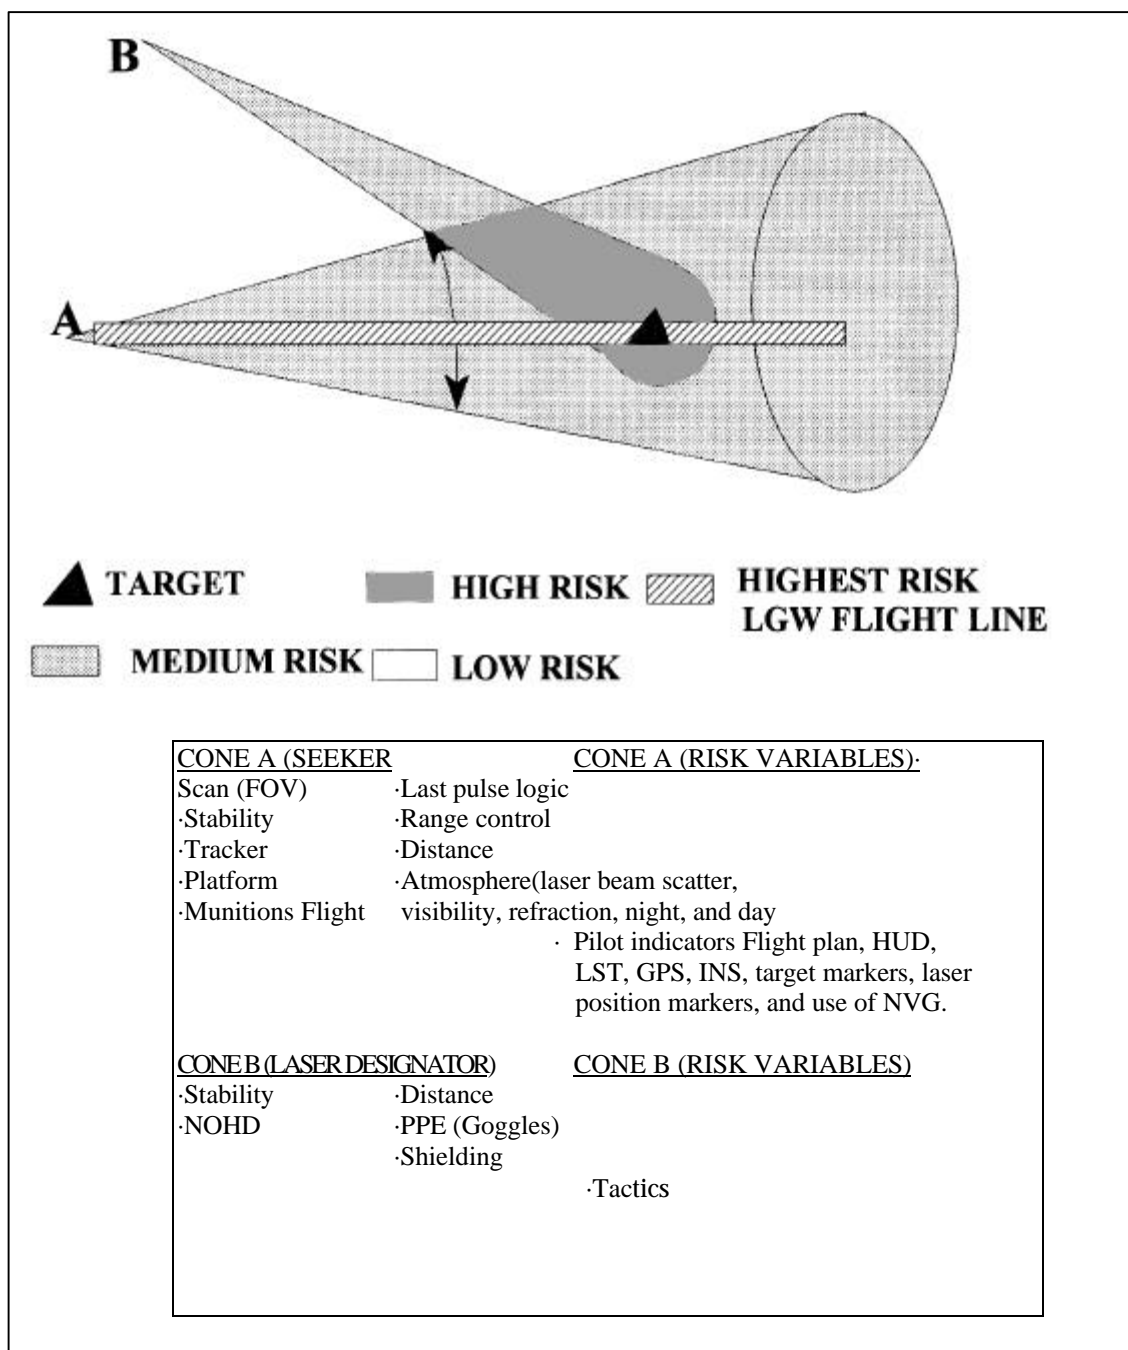 B
A
TARGET HIGH RISK HIGHEST RISK
LGW FLIGHT LINE
MEDIUM RISK LOW RISK
CONE A (SEEKER CONE A (RISK VARIABLES)·
Scan (FOV) ·Last pulse logic
·Stability ·Range control
·Tracker ·Distance
·Platform ·Atmosphere(laser beam scatter,
·Munitions Flight visibility, refraction, night, and day
· Pilot indicators Flight plan, HUD,
LST, GPS, INS, target markers, laser
position markers, and use of NVG.
CONE B (LASER DESIGNATOR) CONE B (RISK VARIABLES)
·Stability ·Distance
·NOHD ·PPE (Goggles)
·Shielding
·Tactics